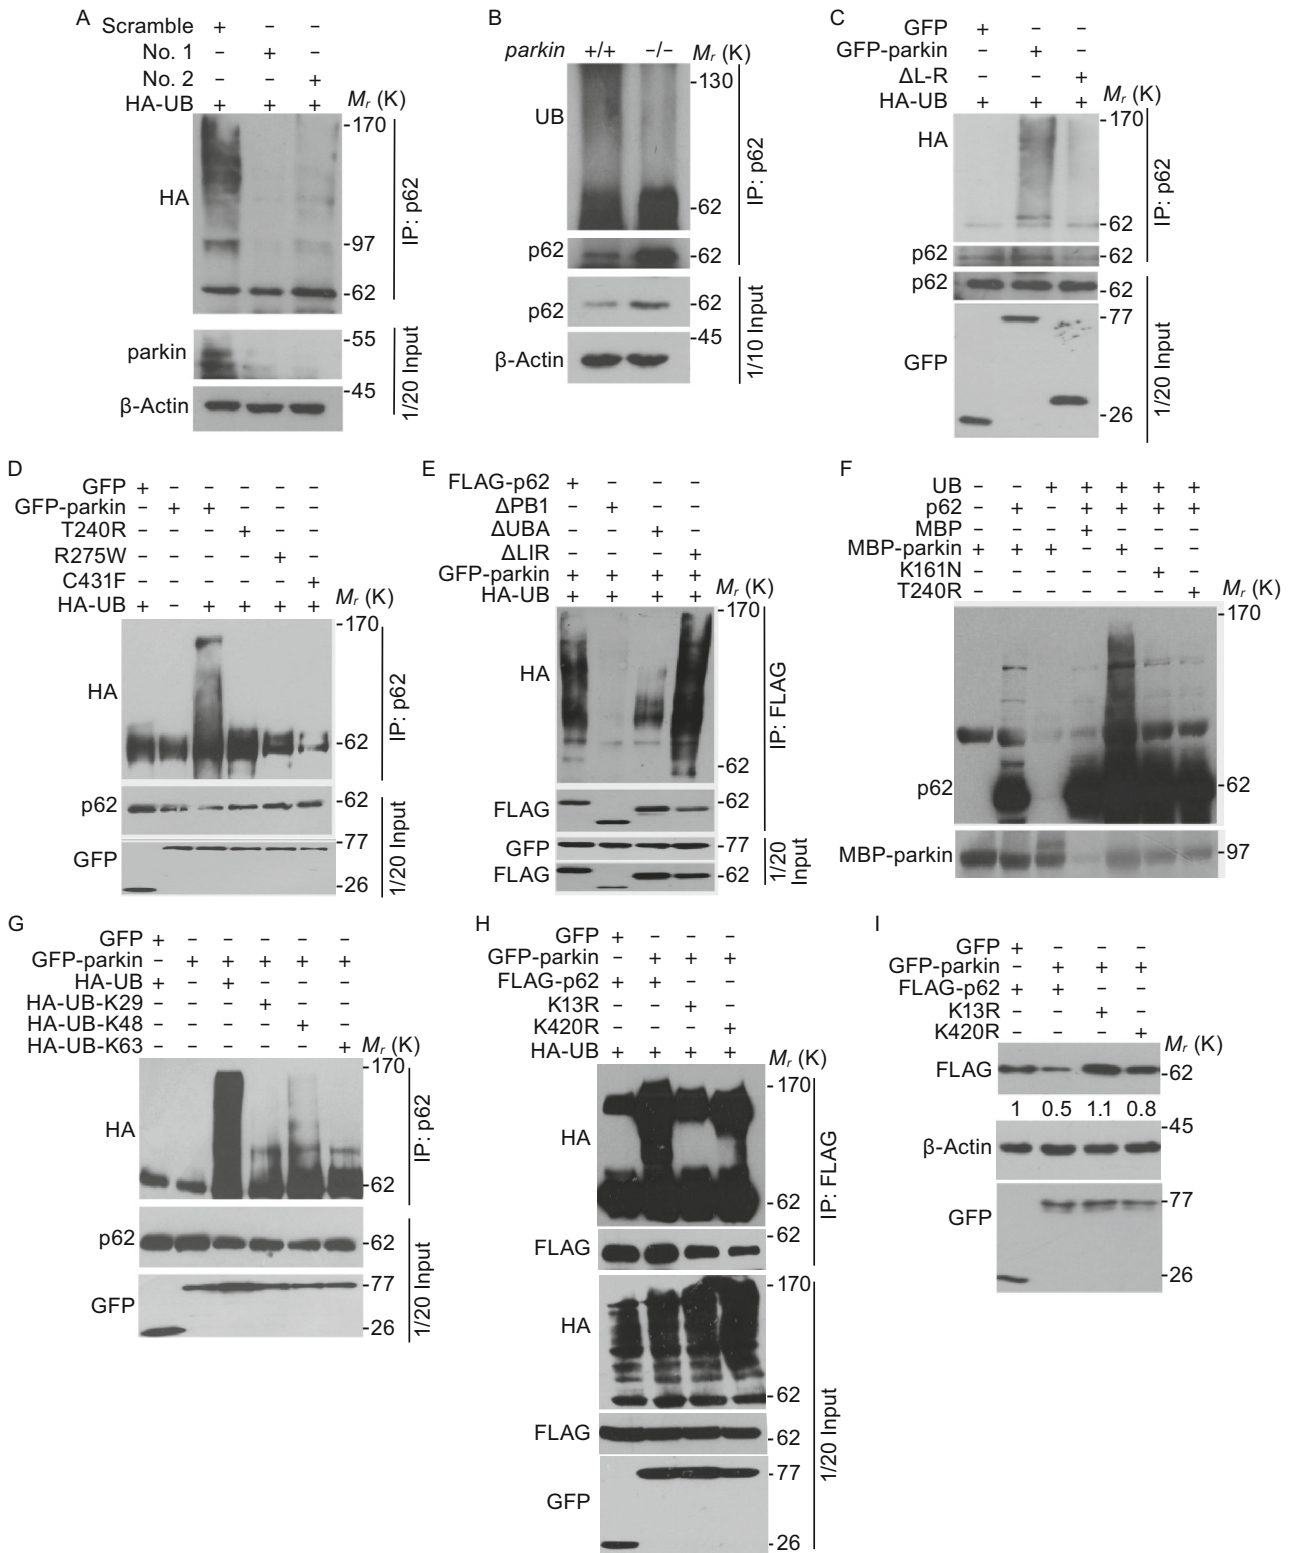 A
Scramble + − −
No. 1 − + −
No. 2 − − +
HA-UB + + +
Mr (K)
-170
HA
-97
-62
IP: p62
parkin
-55
β-Actin
-45
1/20 Input
B
parkin +/+ −/− Mr (K)
-130
UB
-62
p62 -62
IP: p62
p62 -62
-45
β-Actin
1/10 Input
C
GFP + − −
GFP-parkin − + −
ΔL-R − − +
HA-UB + + +
Mr (K)
-170
HA
-62
p62 -62
IP: p62
p62 -62
-77
GFP
-26
1/20 Input
D
GFP + − − − − −
GFP-parkin − + + − − −
T240R − − − + − −
R275W − − − − + −
C431F − − − − − +
HA-UB + − + + + +
Mr (K)
-170
HA
-62
IP: p62
p62 -62
-77
GFP
-26
1/20 Input
E
FLAG-p62 + − − −
ΔPB1 − + − −
ΔUBA − − + −
ΔLIR − − − +
GFP-parkin + + + +
HA-UB + + + +
Mr (K)
-170
HA
-62
FLAG -62
IP: FLAG
GFP -77
FLAG -62
1/20
Input
F
UB − − + + + + +
p62 − + − + + + +
MBP − − − + − − −
MBP-parkin + + + − + − −
K161N − − − − − + −
T240R − − − − − − +
Mr (K)
-170
p62 -62
MBP-parkin -97
G
GFP + − − − − −
GFP-parkin − + + + + +
HA-UB + − + − − −
HA-UB-K29 − − − + − −
HA-UB-K48 − − − − + −
HA-UB-K63 − − − − − +
Mr (K)
-170
HA
-62
IP: p62
p62 -62
-77
GFP
-26
1/20 Input
H
GFP + − − −
GFP-parkin − + + +
FLAG-p62 + + − −
K13R − − + −
K420R − − − +
HA-UB + + + +
Mr (K)
-170
HA
-62
-62
FLAG
IP: FLAG
-170
HA
-62
FLAG -62
-77
GFP
-26
1/20 Input
I
GFP + − − −
GFP-parkin − + + +
FLAG-p62 + + − −
K13R − − + −
K420R − − − +
Mr (K)
FLAG -62
1 0.5 1.1 0.8
-45
β-Actin
-77
GFP
-26